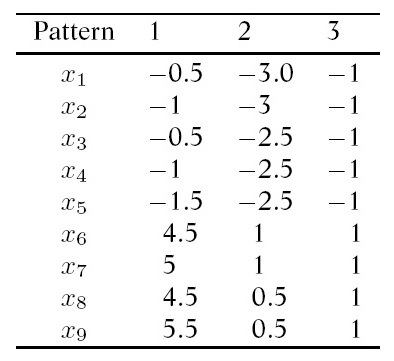 Pattern 1 2 3
x1 −0.5 −3.0 −1
x2 −1 −3 −1
x3 −0.5 −2.5 −1
x4 −1 −2.5 −1
x5 −1.5 −2.5 −1
x6 4.5 1 1
x7 5 1 1
x8 4.5 0.5 1
x9 5.5 0.5 1